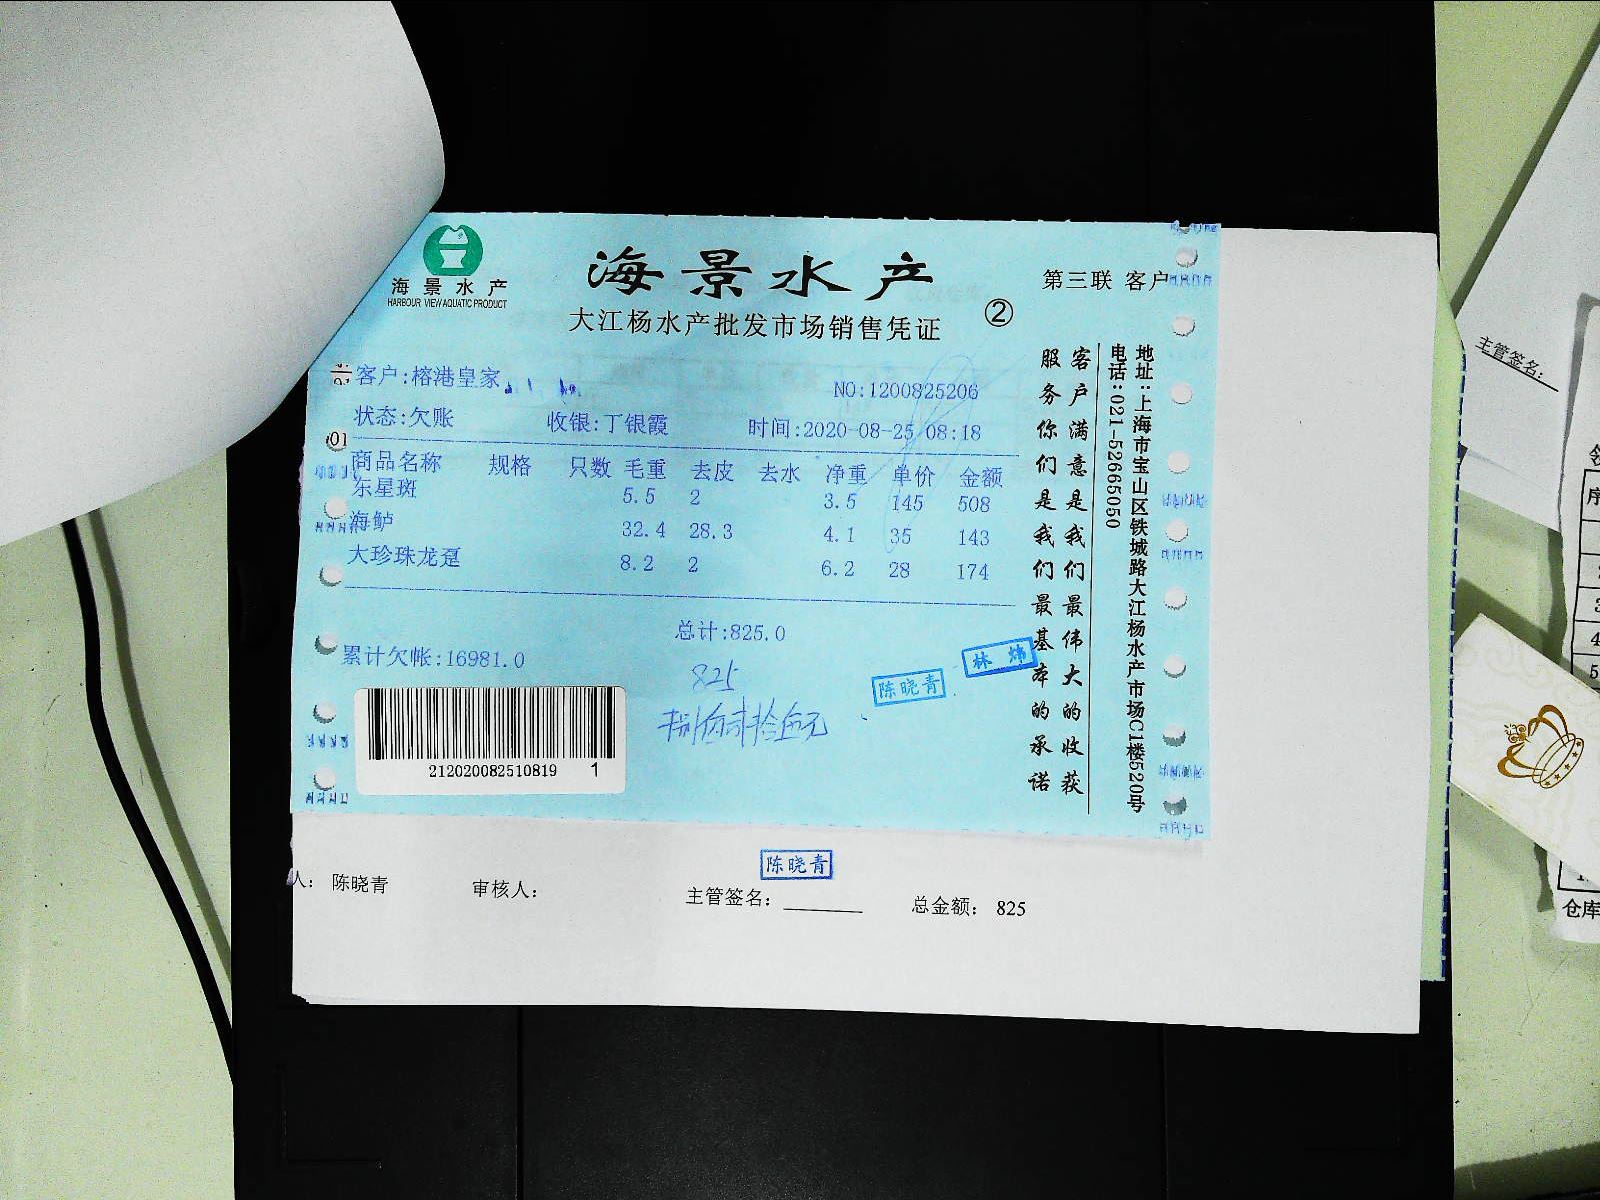 海景水产
HARBOUR VIEW AQUATIC PRODUCT
海景水产
大江杨水产批发市场销售凭证
②
第三联 客户
客户:榕港皇家
NO:1200825206
状态:欠账 收银:丁银霞 时间:2020-08-25 08:18
01
商品名称 规格 只数 毛重 去皮 去水 净重 单价 金额
东星斑 5.5 2 3.5 145 508
海鲈 32.4 28.3 4.1 35 143
大珍珠龙趸 8.2 2 6.2 28 174
总计:825.0
累计欠帐:16981.0
825
捌佰贰拾伍元
陈晓青
林炜
212020082510819 1
客户满意是我们最伟大的收获
服务你们是我们最基本的承诺
地址:上海市宝山区铁城路大江杨水产市场C1楼520号
电话:021-52665050
陈晓青
人: 陈晓青 审核人: 主管签名: 总金额: 825
主管签名:
仓库